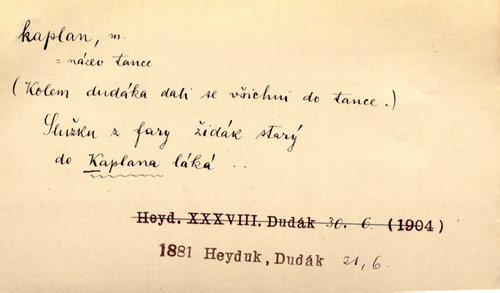 kaplan, m.
= název tance
(Kolem dudáka dali se všichni do tance.)
Služku z fary židák starý
do Kaplana láká ..
Heyd. XXXVIII. Dudák 30. 6. (1904)
1881 Heyduk, Dudák 21, 6.